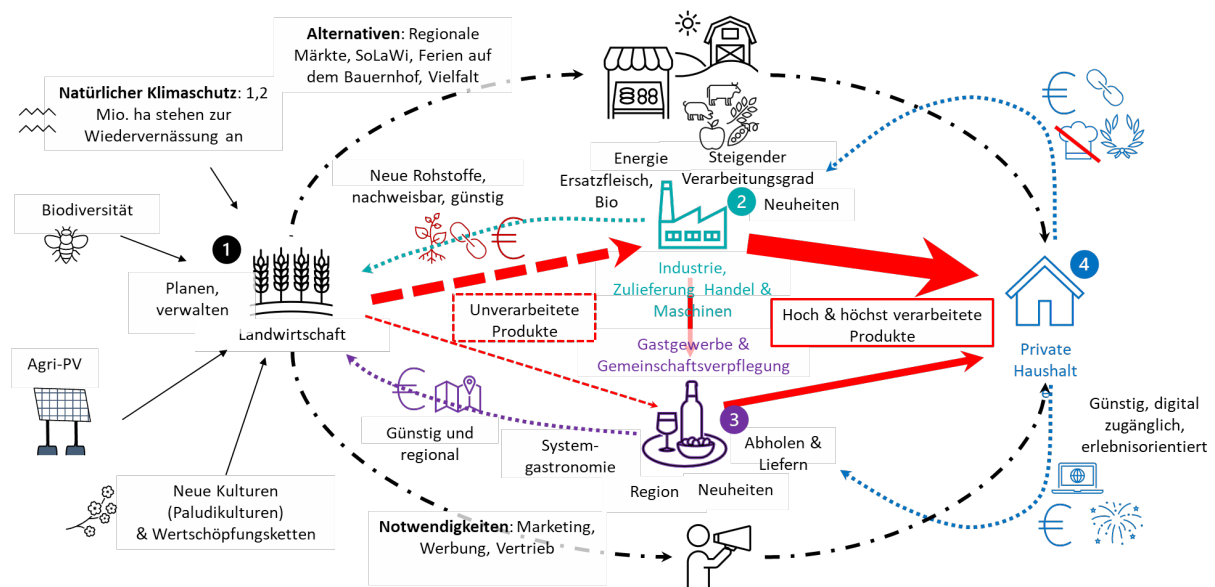 Alternativen: Regionale
Märkte, SoLaWi, Ferien auf
dem Bauernhof, Vielfalt
Natürlicher Klimaschutz: 1,2
Mio. ha stehen zur
Wiedervernässung an
Biodiversität
1
Planen,
verwalten
Landwirtschaft
Agri-PV
Neue Kulturen
(Paludikulturen)
& Wertschöpfungsketten
Neue Rohstoffe,
nachweisbar, günstig
88
Energie
Ersatzfleisch,
Bio
Steigender
Verarbeitungsgrad
2
Neuheiten
Industrie,
Zulieferung Handel &
Maschinen
Unverarbeitete
Produkte
Hoch & höchst verarbeitete
Produkte
Gastgewerbe &
Gemeinschaftsverpflegung
3
Günstig und
regional
System-
gastronomie
Abholen &
Liefern
Region
Neuheiten
Notwendigkeiten: Marketing,
Werbung, Vertrieb
4
Private
Haushalt
e
Günstig, digital
zugänglich,
erlebnisorientiert